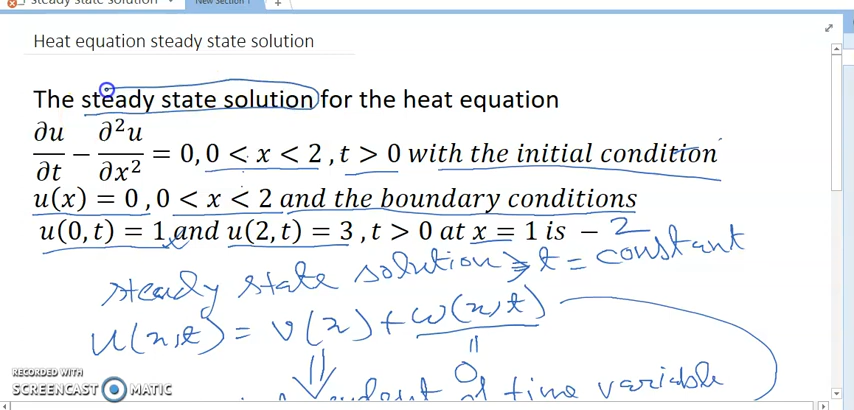 steady state solution
New Section 1
+
Heat equation steady state solution
The steady state solution for the heat equation
∂u/∂t − ∂²u/∂x² = 0, 0 < x < 2 , t > 0 with the initial condition
u(x) = 0 , 0 < x < 2 and the boundary conditions
u(0, t) = 1 and u(2, t) = 3 , t > 0 at x = 1 is − 2
steady state solution ⇒ t = constant
u(x,t) = v(x) + w(x,t)
0
of time variable
RECORDED WITH
SCREENCAST MATIC